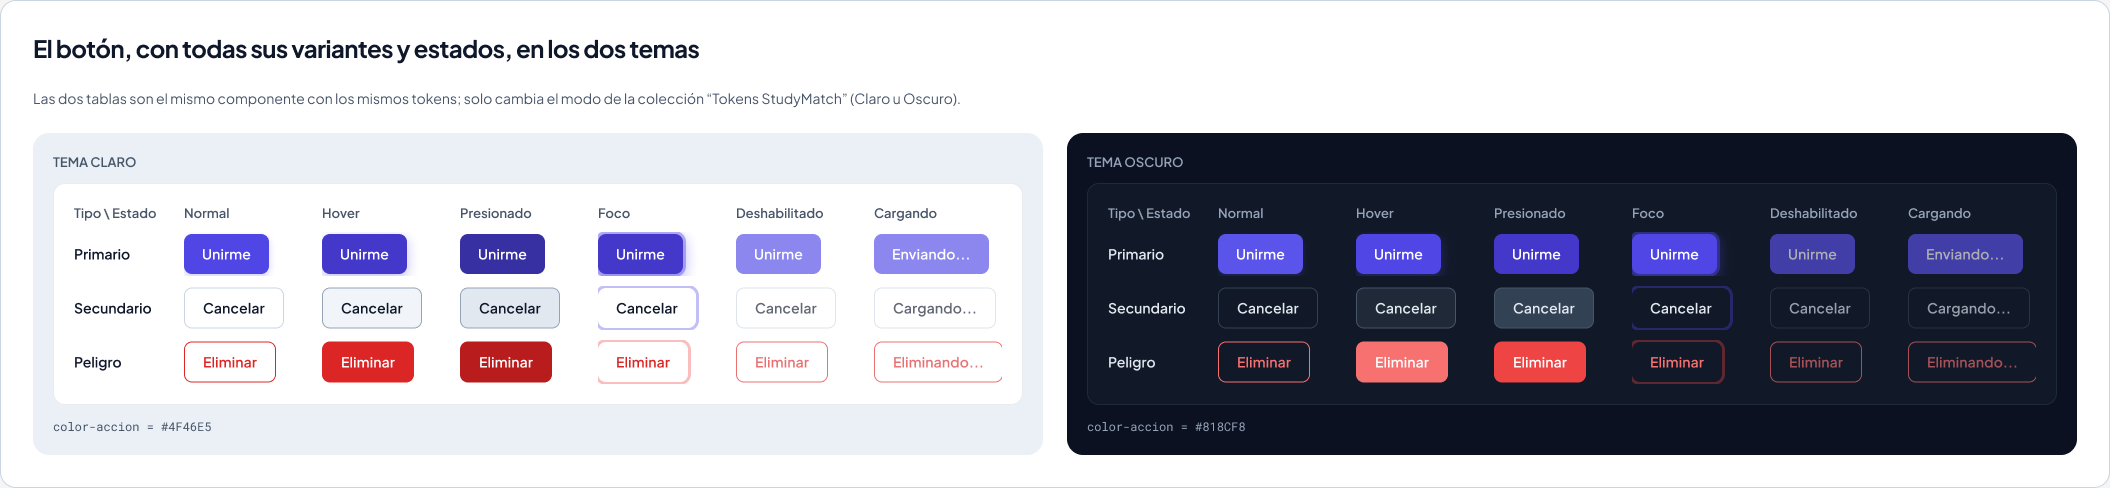 El botón, con todas sus variantes y estados, en los dos temas
Las dos tablas son el mismo componente con los mismos tokens; solo cambia el modo de la colección “Tokens StudyMatch” (Claro u Oscuro).
TEMA CLARO
Tipo \ Estado Normal Hover Presionado Foco Deshabilitado Cargando
Primario Unirme Unirme Unirme Unirme Unirme Enviando...
Secundario Cancelar Cancelar Cancelar Cancelar Cancelar Cargando...
Peligro Eliminar Eliminar Eliminar Eliminar Eliminar Eliminando...
color-accion = #4F46E5
TEMA OSCURO
Tipo \ Estado Normal Hover Presionado Foco Deshabilitado Cargando
Primario Unirme Unirme Unirme Unirme Unirme Enviando...
Secundario Cancelar Cancelar Cancelar Cancelar Cancelar Cargando...
Peligro Eliminar Eliminar Eliminar Eliminar Eliminar Eliminando...
color-accion = #818CF8